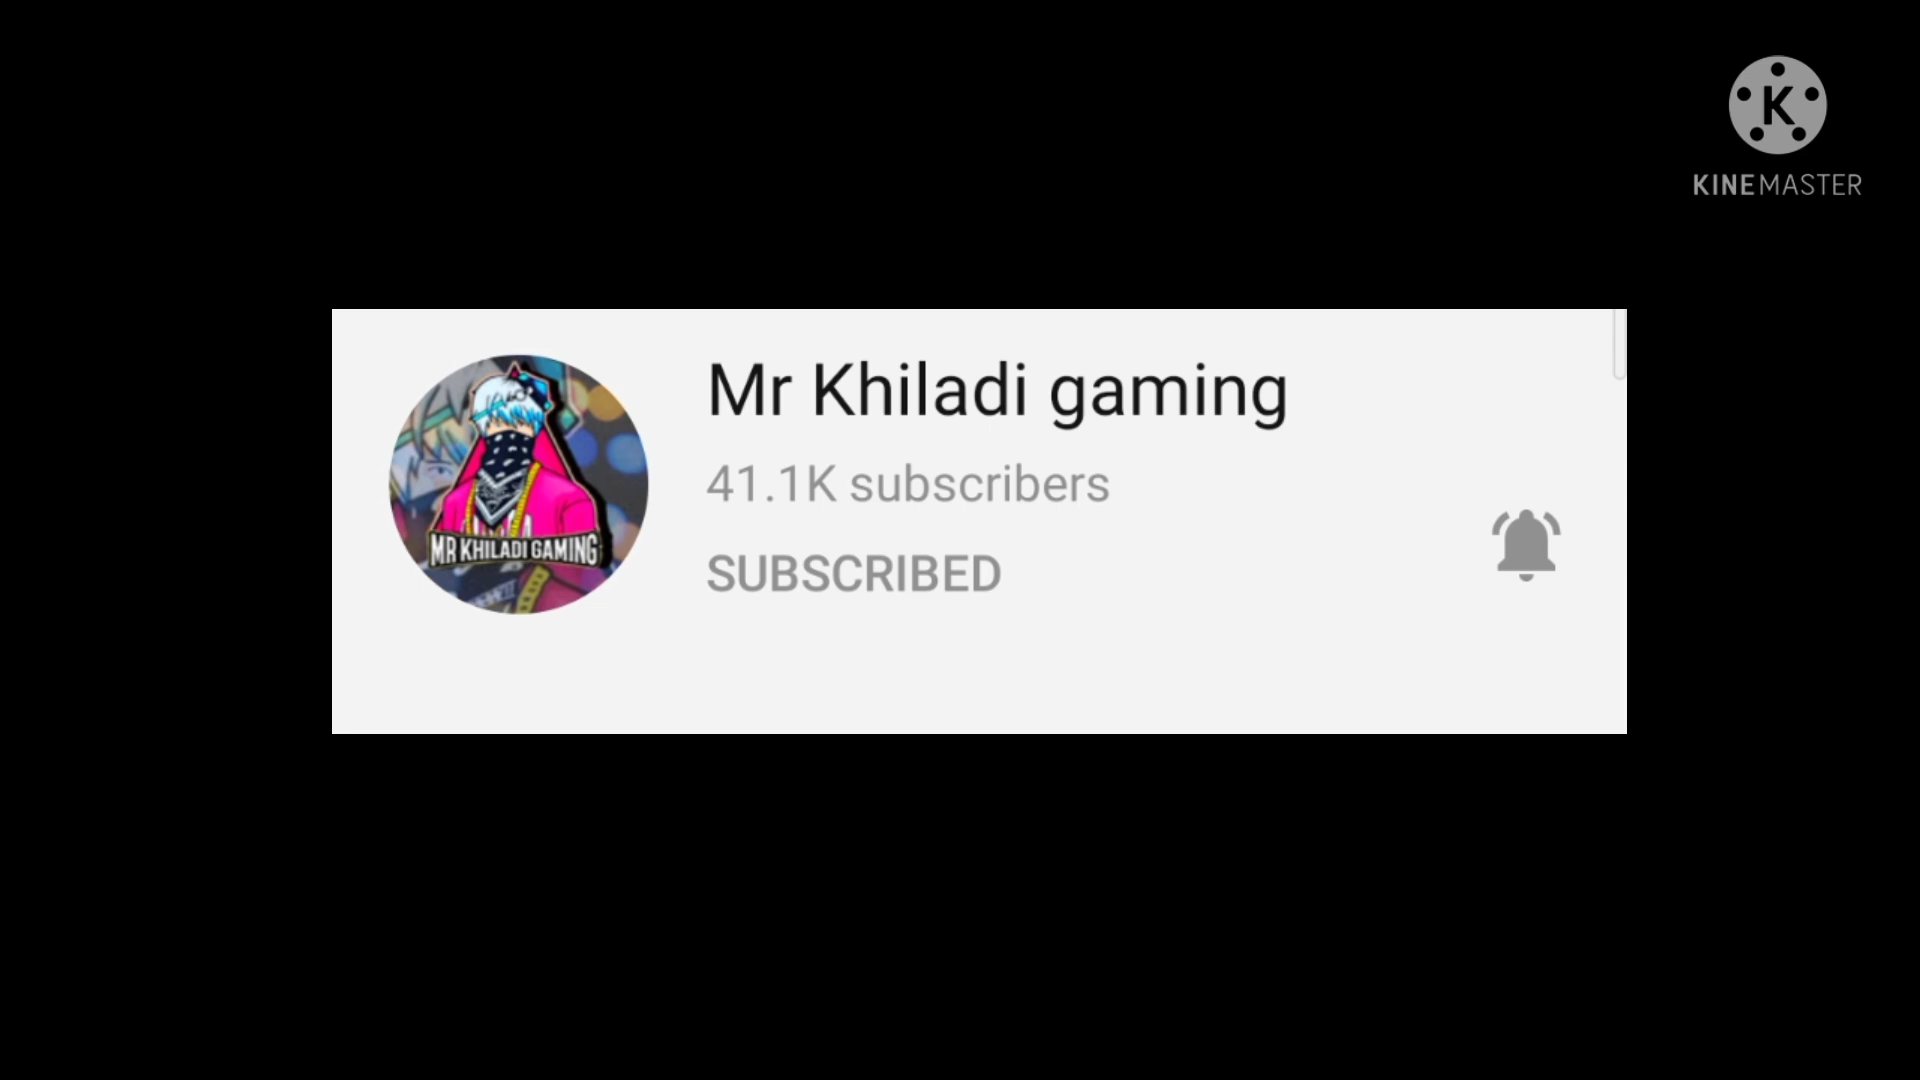 K
KINEMASTER
Mr Khiladi gaming
41.1K subscribers
SUBSCRIBED
MR KHILADI GAMING